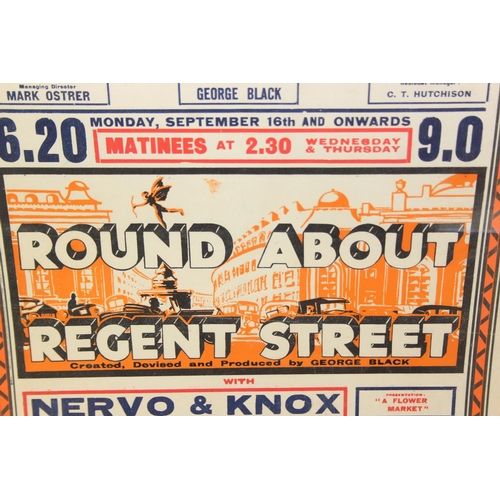 Managing Director
MARK OSTRER
GEORGE BLACK
C. T. HUTCHISON
6.20
MONDAY, SEPTEMBER 16th AND ONWARDS
MATINEES AT 2.30 WEDNESDAY & THURSDAY
9.0
ROUND ABOUT
REGENT STREET
Created, Devised and Produced by GEORGE BLACK
WITH
NERVO & KNOX
PRESENTATION:
"A FLOWER
MARKET"